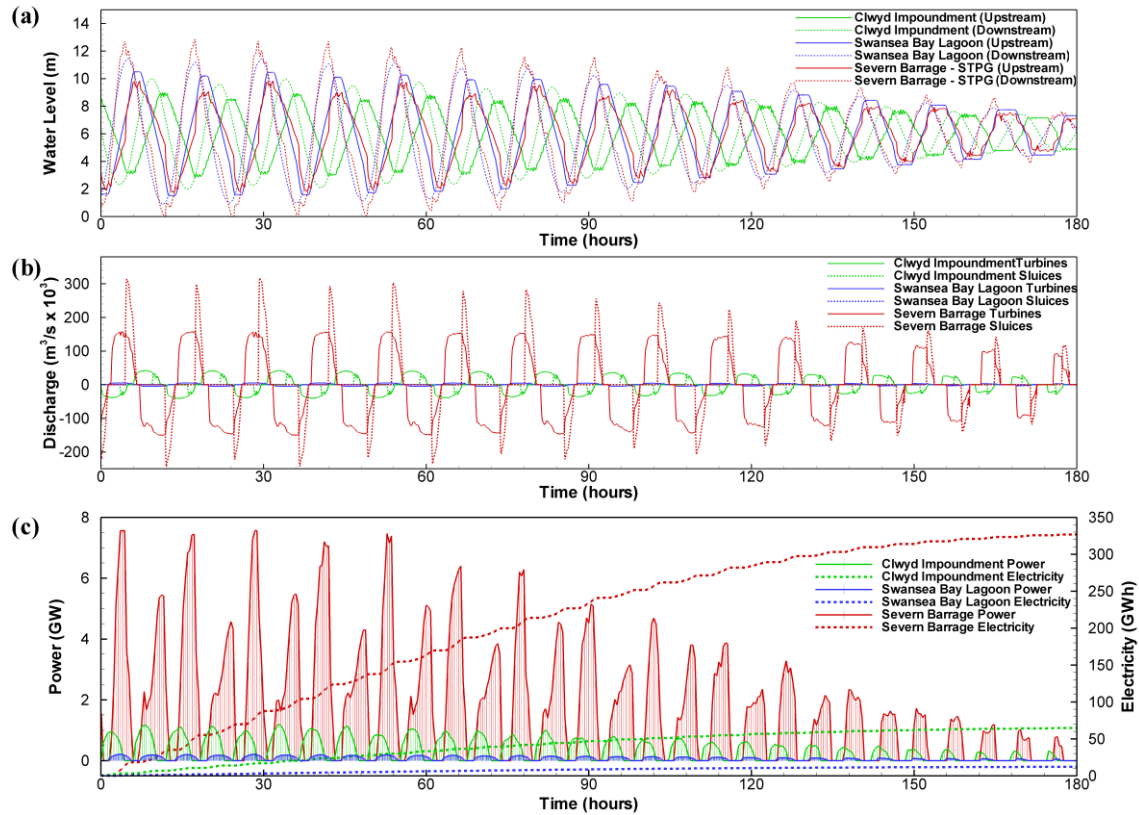 (a)
Water Level (m)
14
12
10
8
6
4
2
0
Clwyd Impoundment (Upstream)
Clwyd Impundment (Downstream)
Swansea Bay Lagoon (Upstream)
Swansea Bay Lagoon (Downstream)
Severn Barrage - STPG (Upstream)
Severn Barrage - STPG (Downstream)
0 30 60 90 120 150 180
Time (hours)
(b)
Discharge (m³/s x 10³)
300
200
100
0
-100
-200
Clwyd ImpoundmentTurbines
Clwyd Impoundment Sluices
Swansea Bay Lagoon Turbines
Swansea Bay Lagoon Sluices
Severn Barrage Turbines
Severn Barrage Sluices
0 30 60 90 120 150 180
Time (hours)
(c)
Power (GW)
8
6
4
2
0
Clwyd Impoundment Power
Clwyd Impoundment Electricity
Swansea Bay Lagoon Power
Swansea Bay Lagoon Electricity
Severn Barrage Power
Severn Barrage Electricity
350
300
250
200
150
100
50
0
Electricity (GWh)
0 30 60 90 120 150 180
Time (hours)